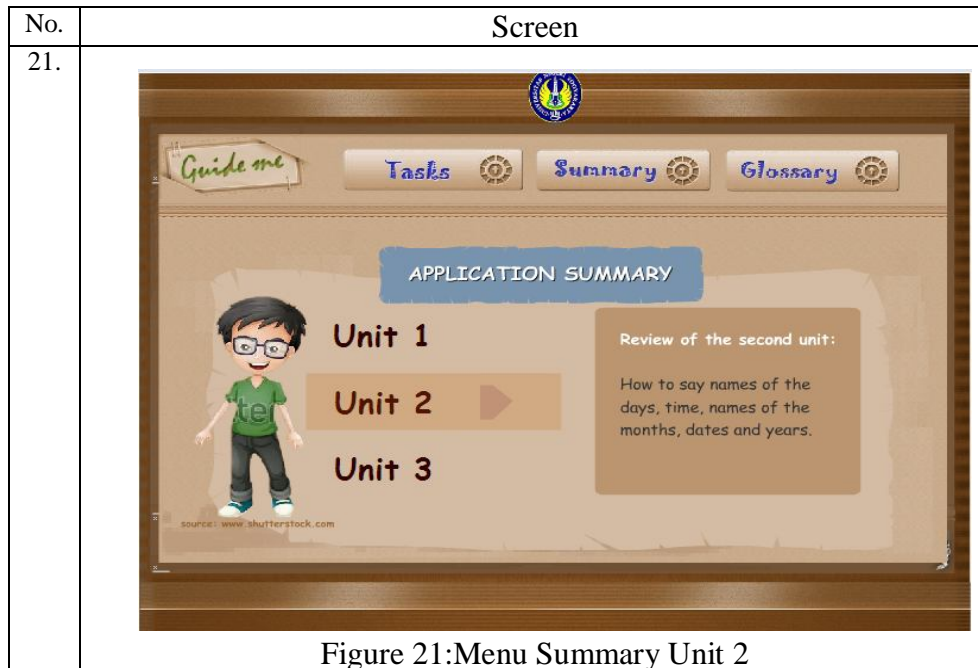 No. Screen
21.
Guide me Tasks Summary Glossary
APPLICATION SUMMARY
Unit 1
Unit 2
Unit 3
Review of the second unit:
How to say names of the
days, time, names of the
months, dates and years.
source: www.shutterstock.com
Figure 21:Menu Summary Unit 2